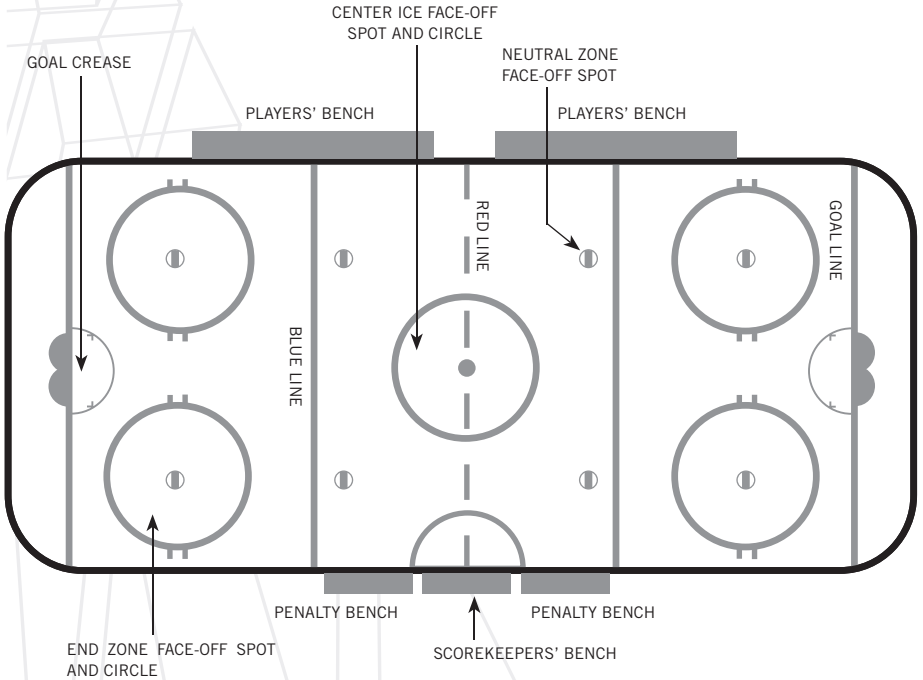 CENTER ICE FACE-OFF
SPOT AND CIRCLE
NEUTRAL ZONE
FACE-OFF SPOT
GOAL CREASE
PLAYERS' BENCH
PLAYERS' BENCH
RED LINE
GOAL LINE
BLUE LINE
PENALTY BENCH
PENALTY BENCH
SCOREKEEPERS' BENCH
END ZONE FACE-OFF SPOT
AND CIRCLE